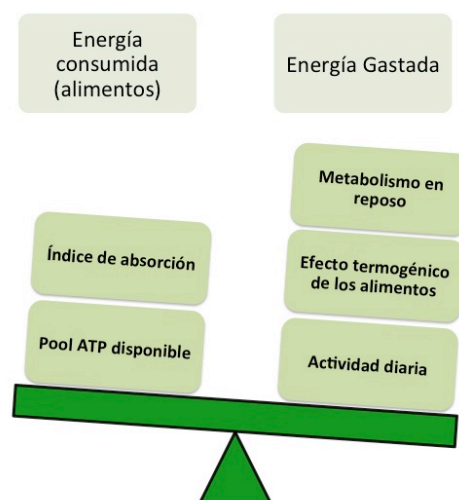 Energía
consumida
(alimentos)
Energía Gastada
Metabolismo en
reposo
Índice de absorción
Efecto termogénico
de los alimentos
Pool ATP disponible
Actividad diaria